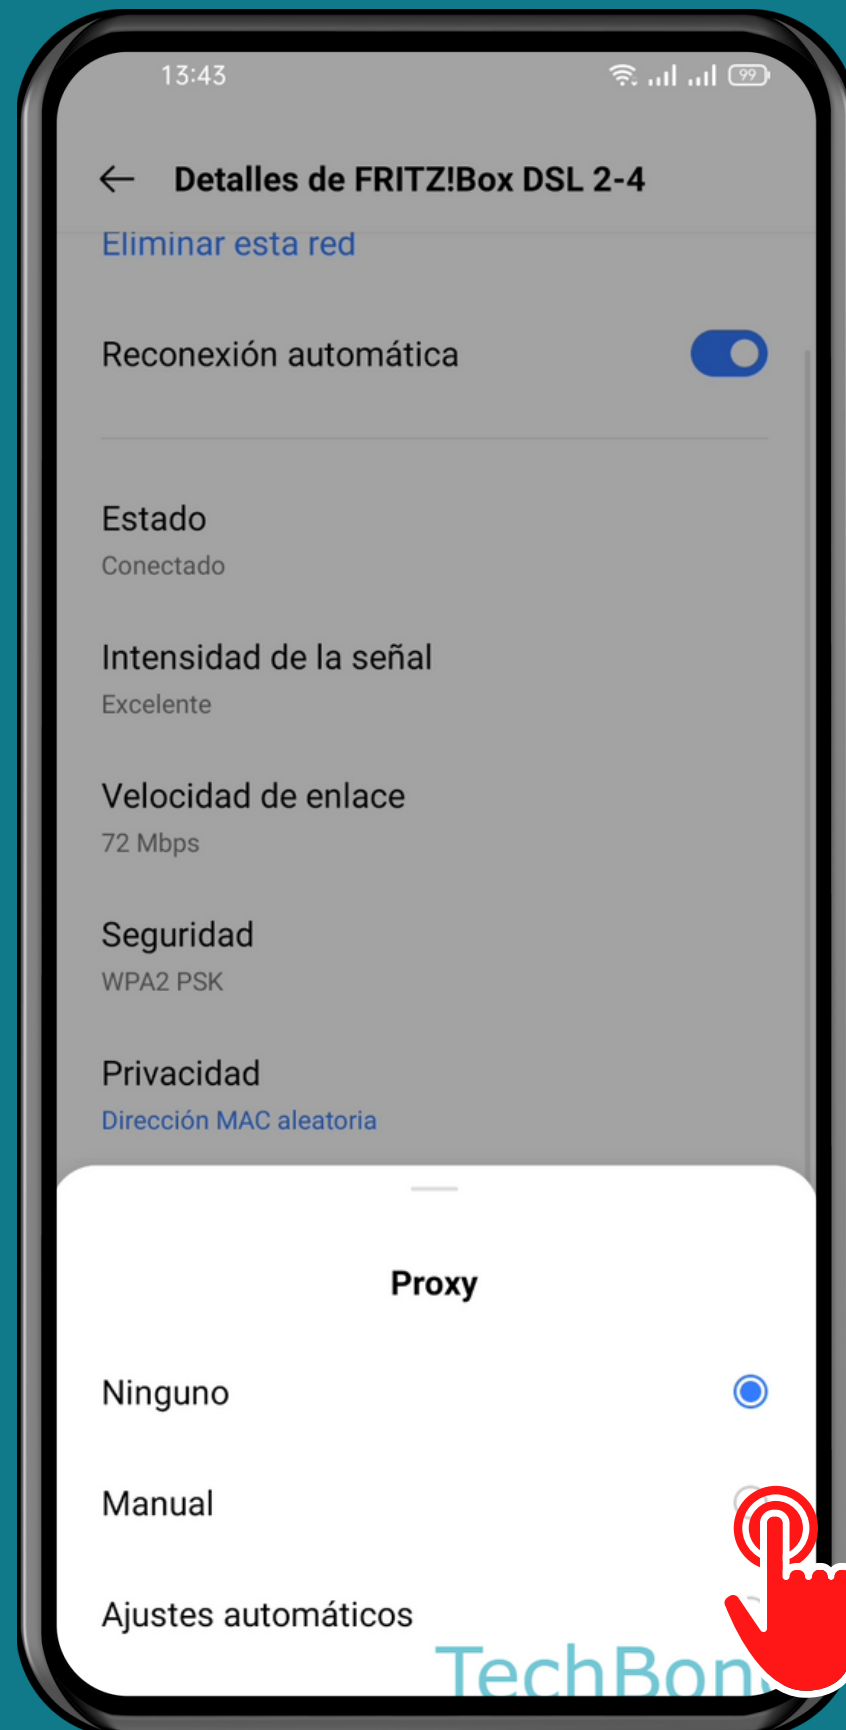 13:43
99
Detalles de FRITZ!Box DSL 2-4
Eliminar esta red
Reconexión automática
Estado
Conectado
Intensidad de la señal
Excelente
Velocidad de enlace
72 Mbps
Seguridad
WPA2 PSK
Privacidad
Dirección MAC aleatoria
Proxy
Ninguno
Manual
Ajustes automáticos
TechBon